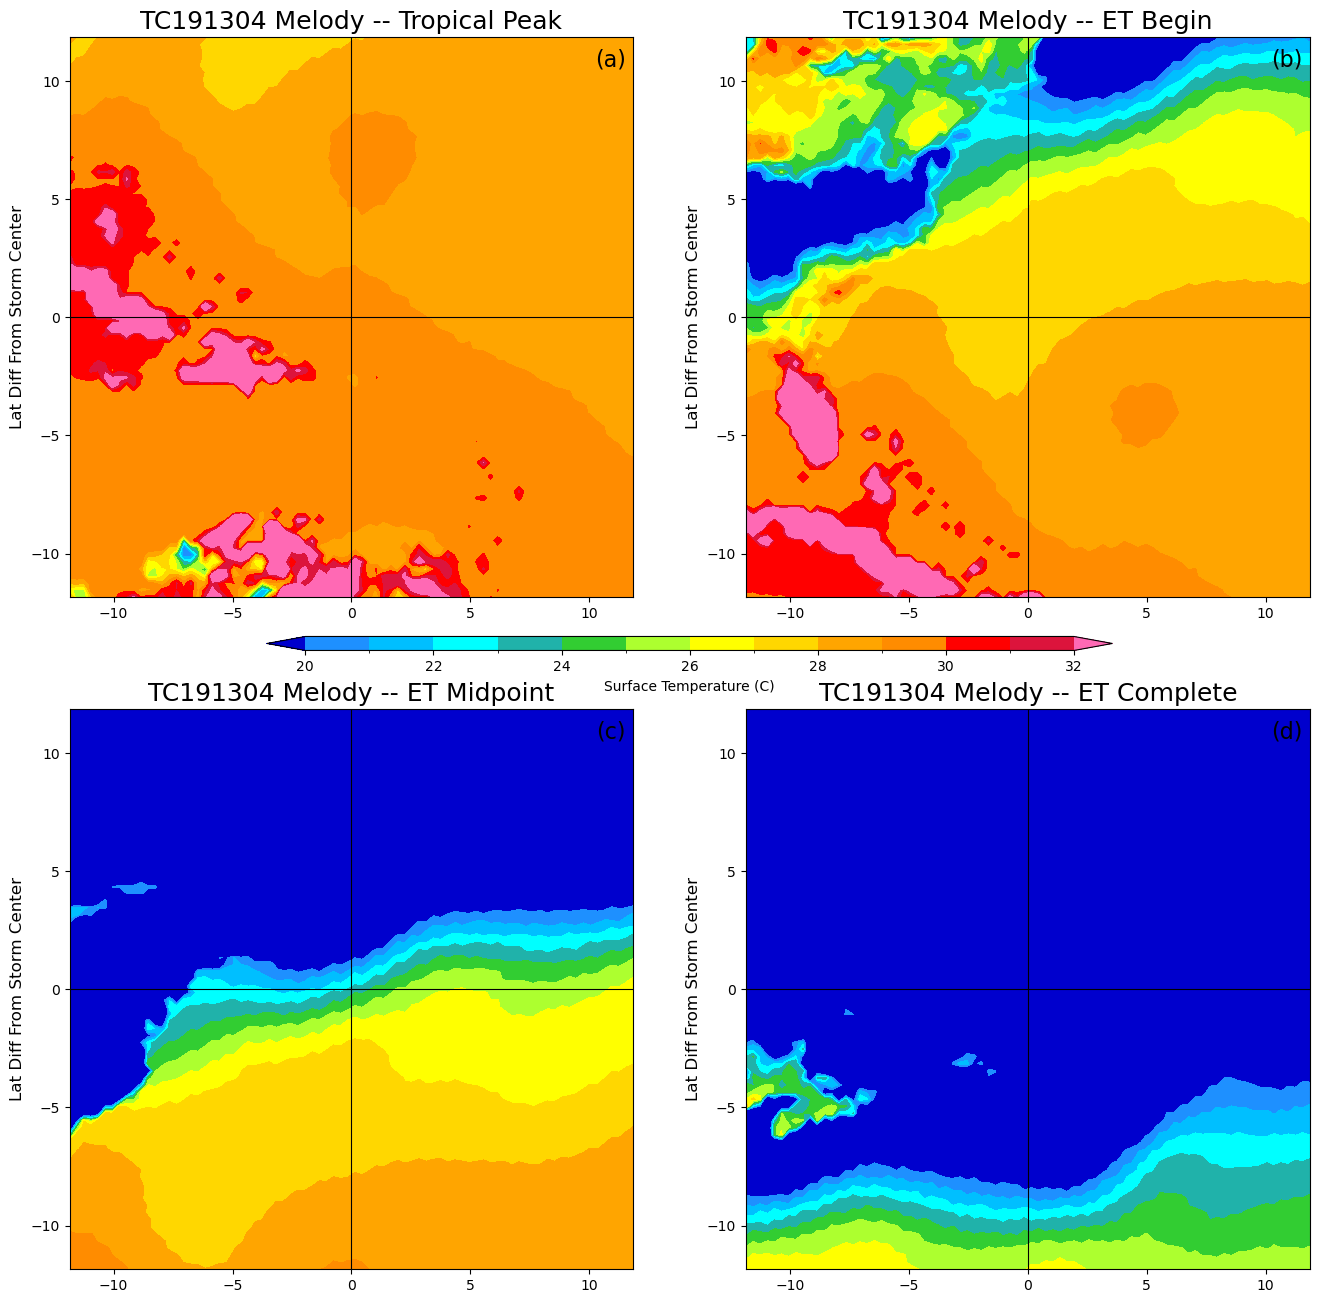 TC191304 Melody -- Tropical Peak
TC191304 Melody -- ET Begin
(a)
(b)
10
5
0
−5
−10
Lat Diff From Storm Center
−10 −5 0 5 10
10
5
0
−5
−10
Lat Diff From Storm Center
−10 −5 0 5 10
20 22 24 26 28 30 32
Surface Temperature (C)
TC191304 Melody -- ET Midpoint
TC191304 Melody -- ET Complete
(c)
(d)
10
5
0
−5
−10
Lat Diff From Storm Center
−10 −5 0 5 10
10
5
0
−5
−10
Lat Diff From Storm Center
−10 −5 0 5 10